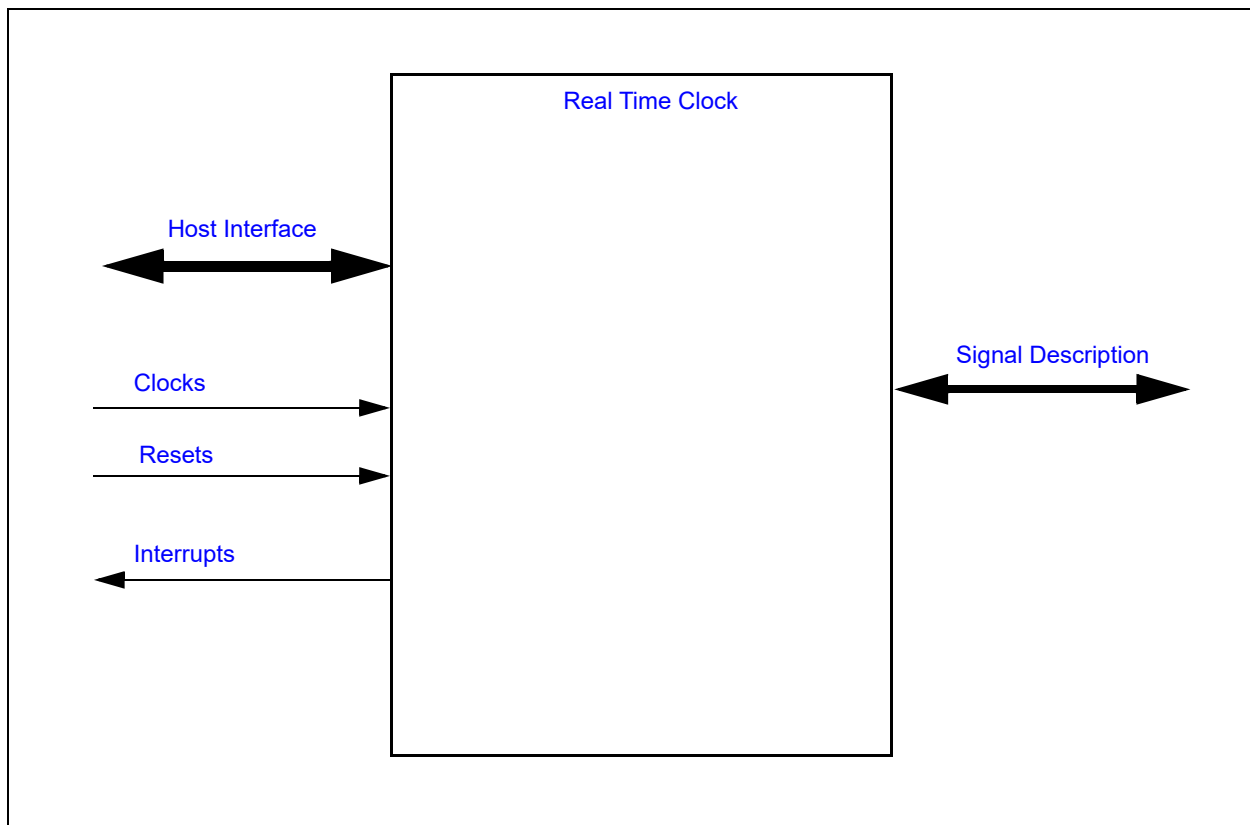 Real Time Clock
Host Interface
Signal Description
Clocks
Resets
Interrupts